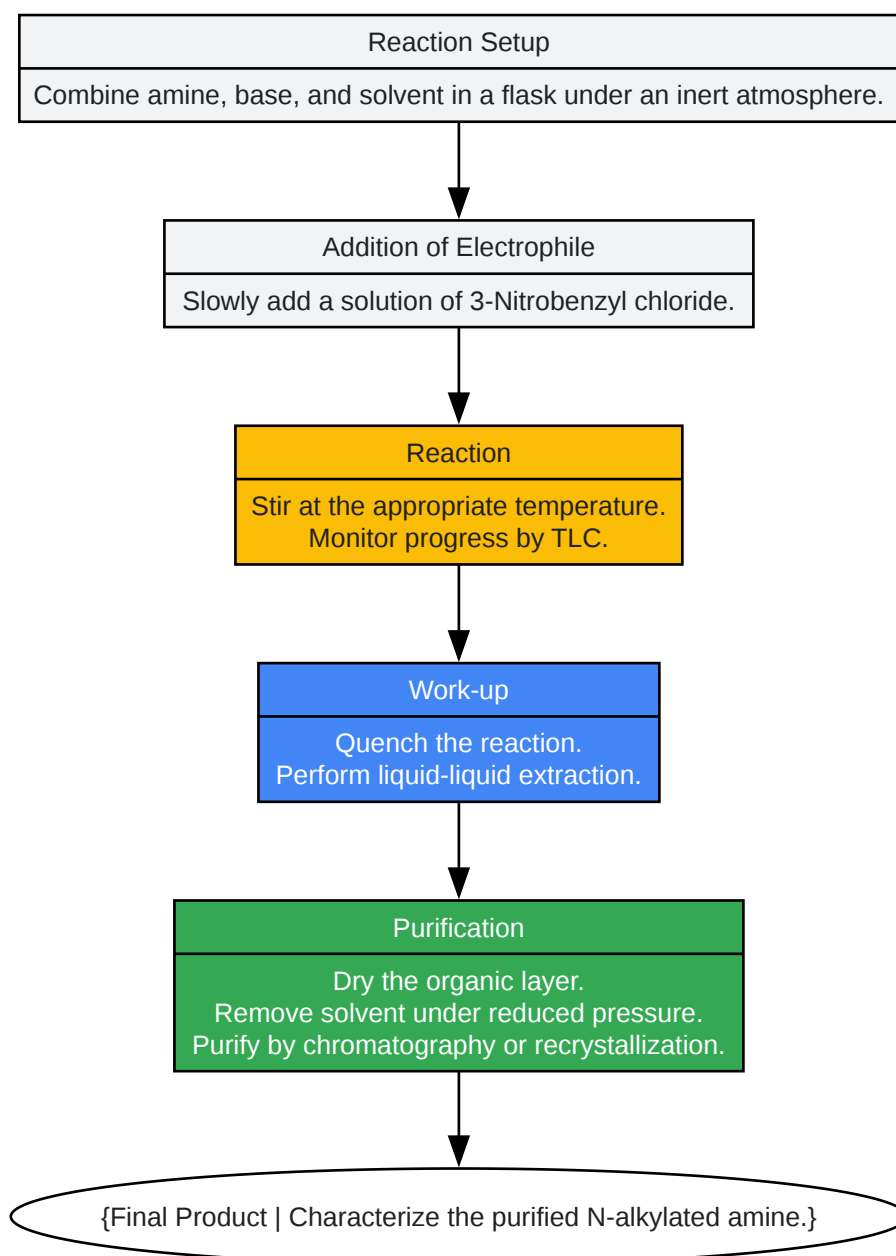 Reaction Setup
Combine amine, base, and solvent in a flask under an inert atmosphere.
Addition of Electrophile
Slowly add a solution of 3-Nitrobenzyl chloride.
Reaction
Stir at the appropriate temperature.
Monitor progress by TLC.
Work-up
Quench the reaction.
Perform liquid-liquid extraction.
Purification
Dry the organic layer.
Remove solvent under reduced pressure.
Purify by chromatography or recrystallization.
{Final Product | Characterize the purified N-alkylated amine.}